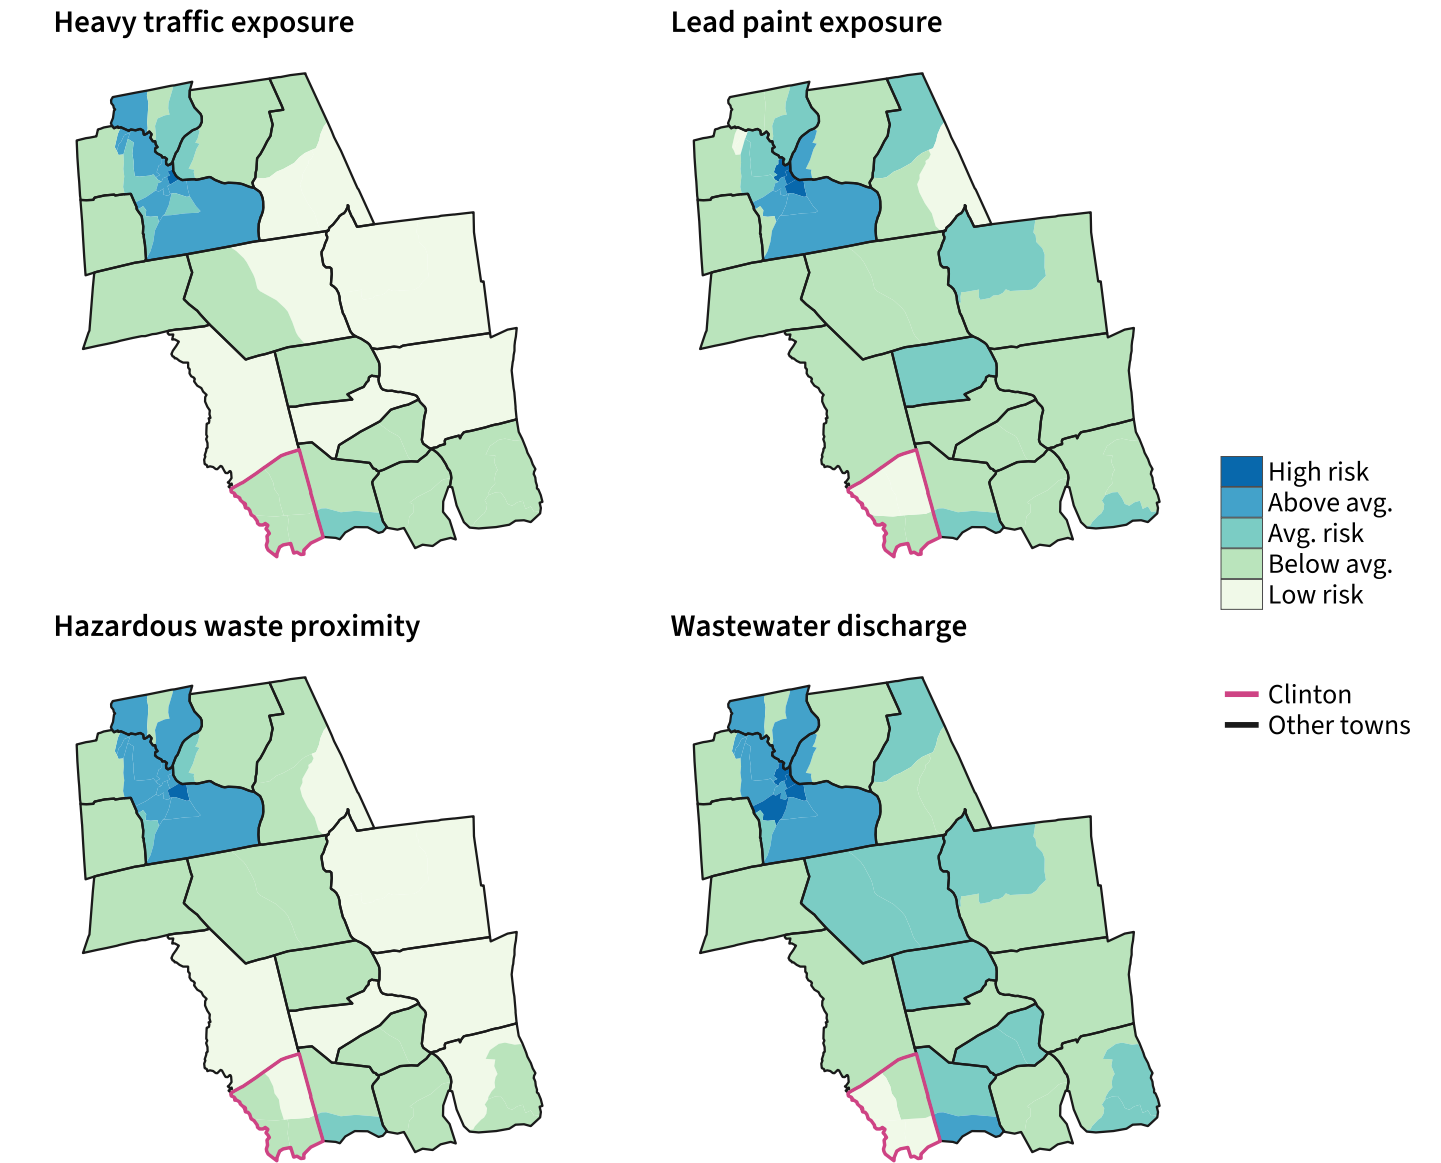 Heavy traffic exposure
Lead paint exposure
High risk
Above avg.
Avg. risk
Below avg.
Low risk
Hazardous waste proximity
Wastewater discharge
Clinton
Other towns